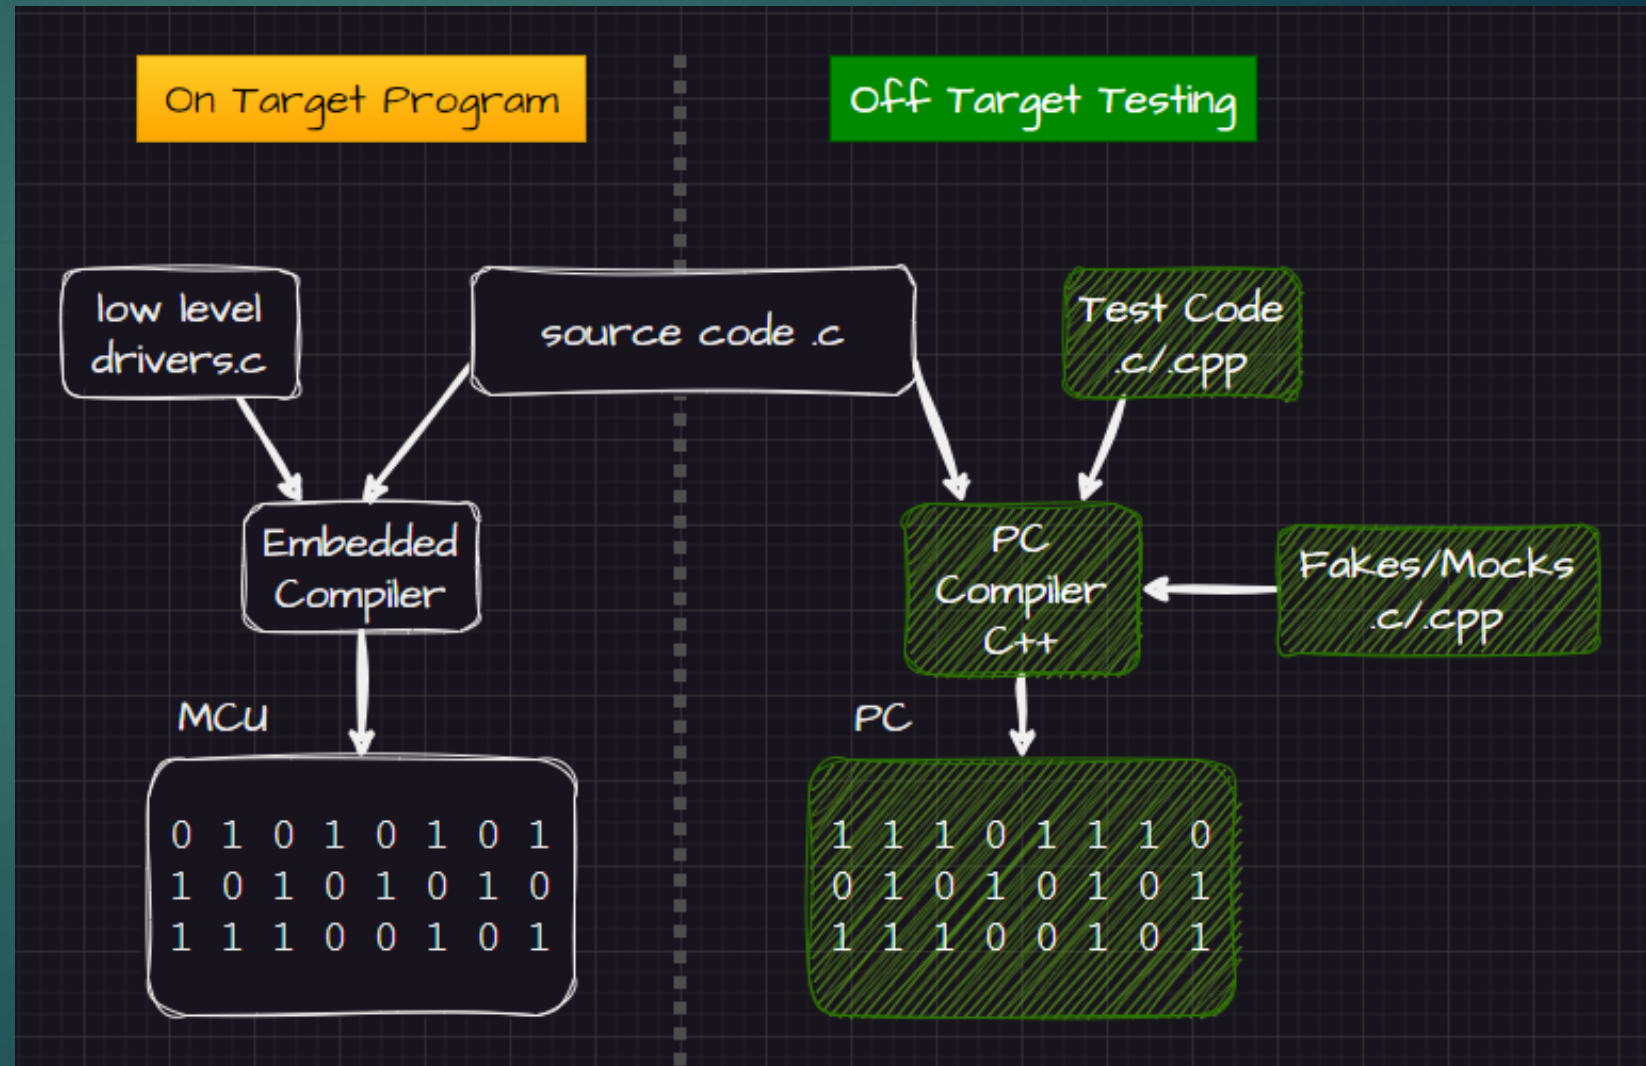 On Target Program
Off Target Testing
low level
drivers.c
source code .c
Test Code
.c/.cpp
Embedded
Compiler
PC
Compiler
C++
Fakes/Mocks
.c/.cpp
MCU
PC
0 1 0 1 0 1 0 1
1 0 1 0 1 0 1 0
1 1 1 0 0 1 0 1
1 1 1 0 1 1 1 0
0 1 0 1 0 1 0 1
1 1 1 0 0 1 0 1